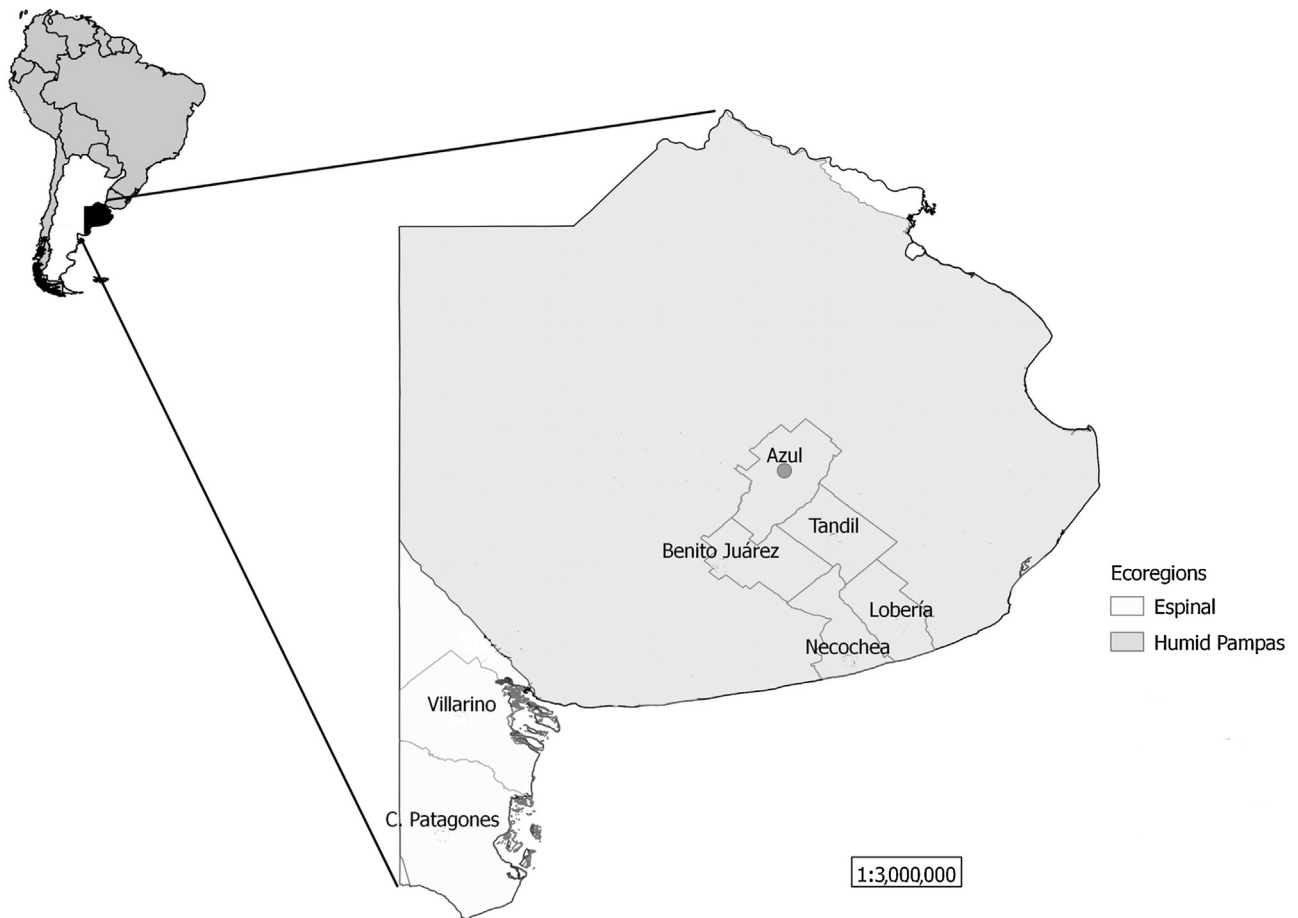 Azul
Tandil
Benito Juárez
Ecoregions
Espinal
Lobería
Humid Pampas
Necochea
Villarino
C. Patagones
1:3,000,000